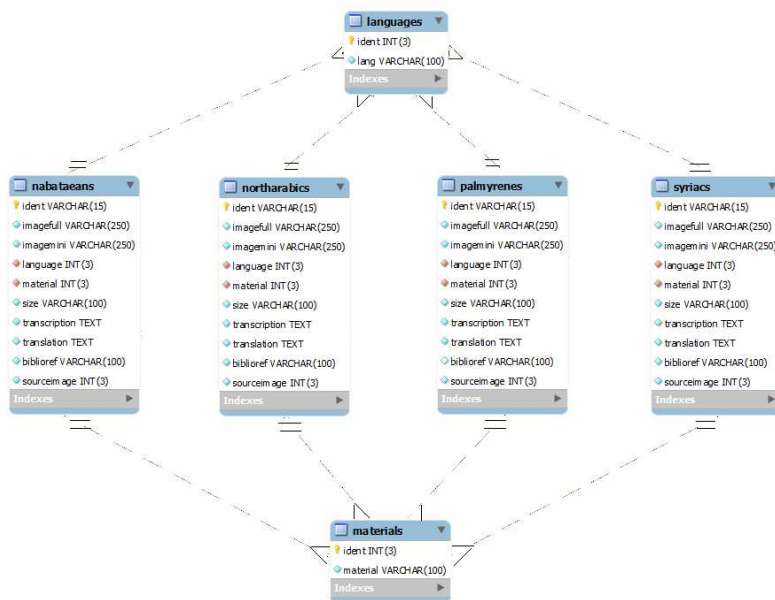 languages
ident INT(3)
lang VARCHAR(100)
Indexes
nabataeans
ident VARCHAR(15)
imagefull VARCHAR(250)
imagemini VARCHAR(250)
language INT(3)
material INT(3)
size VARCHAR(100)
transcription TEXT
translation TEXT
biblioref VARCHAR(100)
sourceimage INT(3)
Indexes
northarabics
ident VARCHAR(15)
imagefull VARCHAR(250)
imagemini VARCHAR(250)
language INT(3)
material INT(3)
size VARCHAR(100)
transcription TEXT
translation TEXT
biblioref VARCHAR(100)
sourceimage INT(3)
Indexes
palmyrenes
ident VARCHAR(15)
imagefull VARCHAR(250)
imagemini VARCHAR(250)
language INT(3)
material INT(3)
size VARCHAR(100)
transcription TEXT
translation TEXT
biblioref VARCHAR(100)
sourceimage INT(3)
Indexes
syriacs
ident VARCHAR(15)
imagefull VARCHAR(250)
imagemini VARCHAR(250)
language INT(3)
material INT(3)
size VARCHAR(100)
transcription TEXT
translation TEXT
biblioref VARCHAR(100)
sourceimage INT(3)
Indexes
materials
ident INT(3)
material VARCHAR(100)
Indexes